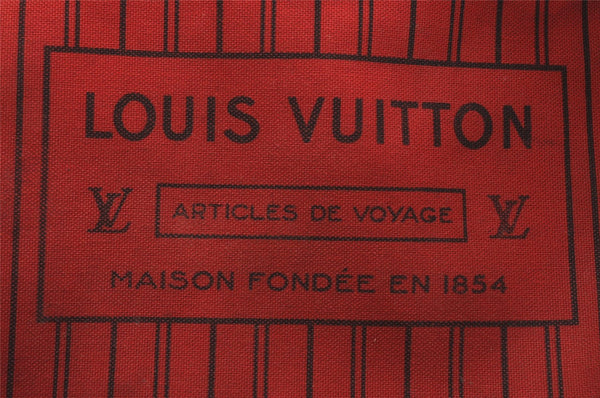 LOUIS VUITTON
LV ARTICLES DE VOYAGE LV
MAISON FONDÉE EN 1854